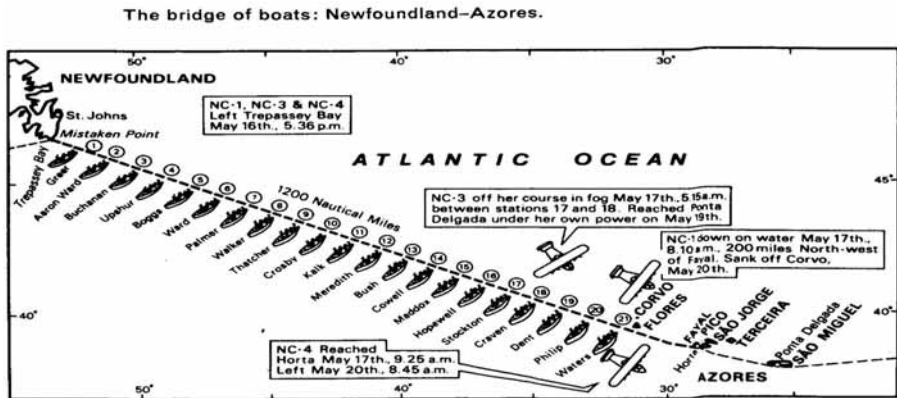 The bridge of boats: Newfoundland–Azores.
50°
40°
30°
NEWFOUNDLAND
St. Johns
Mistaken Point
Trepassey Bay
NC-1, NC-3 & NC-4
Left Trepassey Bay
May 16th., 5.36 p.m.
ATLANTIC OCEAN
1200 Nautical Miles
45°
45°
40°
40°
1
2
3
4
5
6
7
8
9
10
11
12
13
14
15
16
17
18
19
20
21
Greer
Aaron Ward
Buchanan
Upshur
Boggs
Ward
Palmer
Walker
Thatcher
Crosby
Kalk
Meredith
Bush
Cowell
Maddox
Hopewell
Stockton
Craven
Dent
Philip
Waters
NC-3 off her course in fog May 17th., 5.15a.m.
between stations 17 and 18. Reached Ponta
Delgada under her own power on May 19th.
NC-1 down on water May 17th.,
8.10 a.m., 200 miles North-west
of Fayal. Sank off Corvo,
May 20th.
NC-4 Reached
Horta May 17th., 9.25 a.m.
Left May 20th., 8.45 a.m.
CORVO
FLORES
FAYAL
Horta
PICO
SÃO JORGE
TERCEIRA
Ponta Delgada
SÃO MIGUEL
AZORES
50°
40°
30°